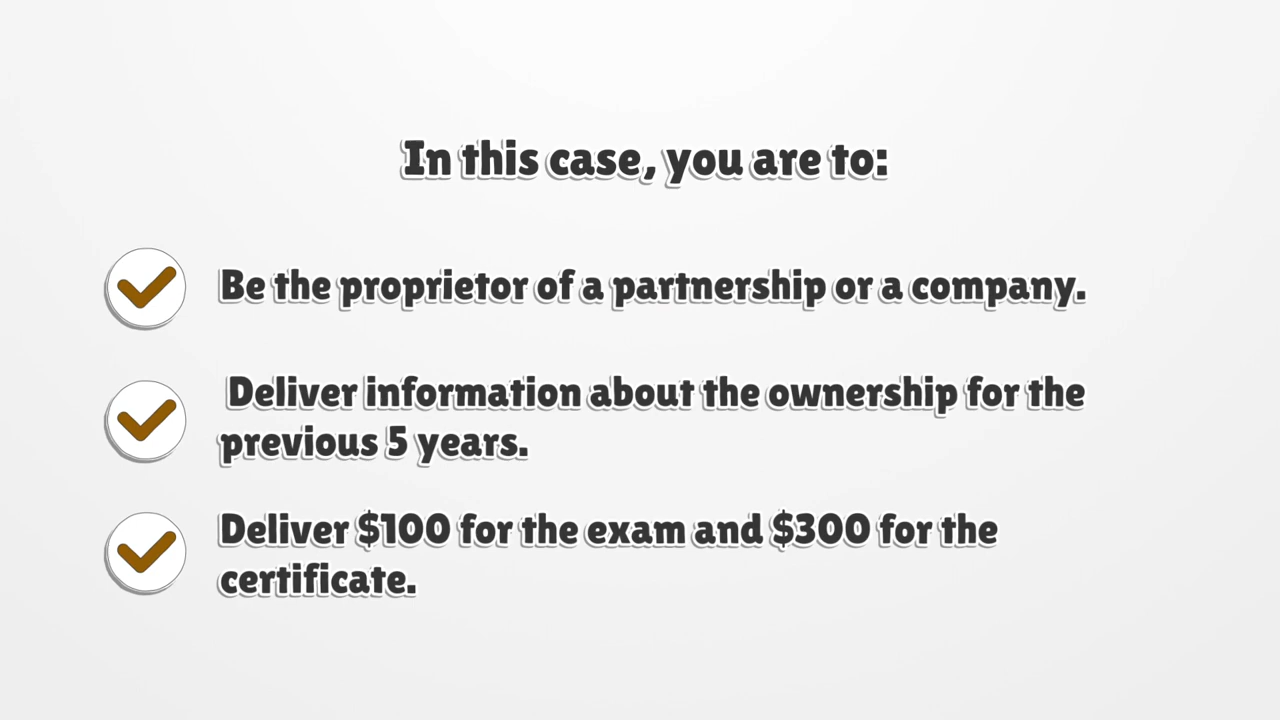 In this case, you are to:
Be the proprietor of a partnership or a company.
Deliver information about the ownership for the
previous 5 years.
Deliver $100 for the exam and $300 for the
certificate.